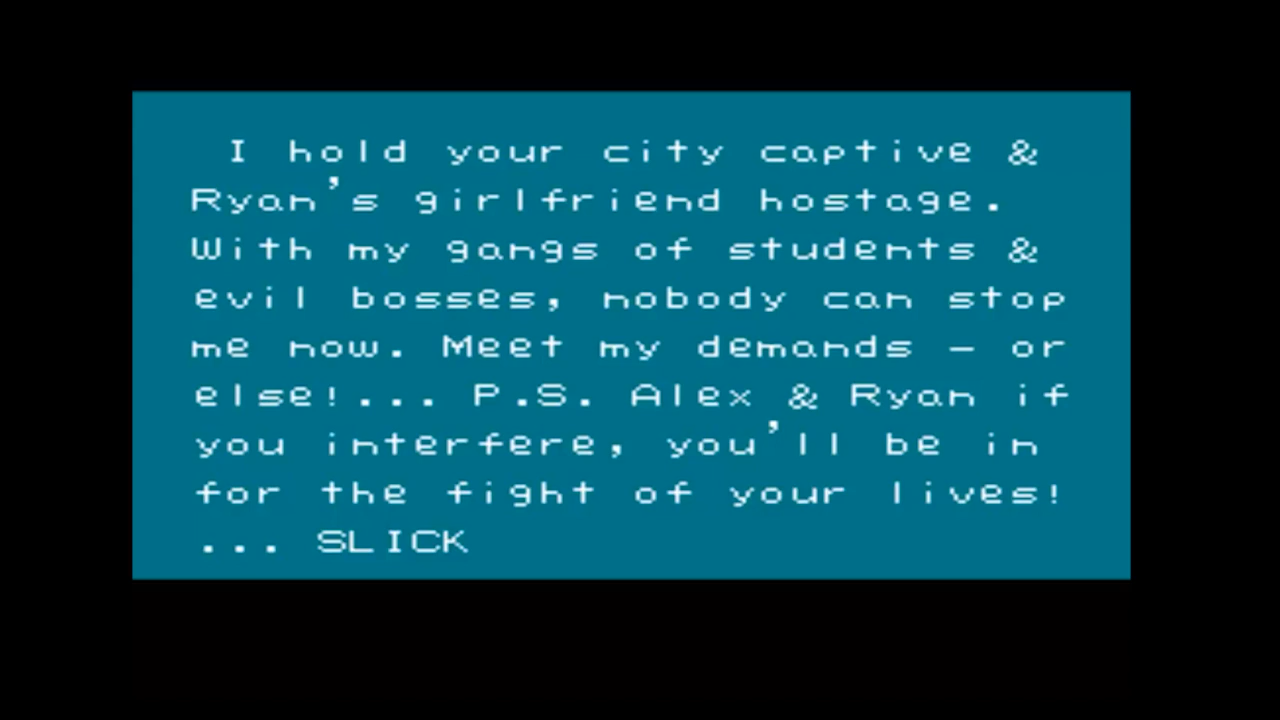 I hold your city captive &
Ryan's girlfriend hostage.
With my gangs of students &
evil bosses, nobody can stop
me now. Meet my demands - or
else!... P.S. Alex & Ryan if
you interfere, you'll be in
for the fight of your lives!
... SLICK